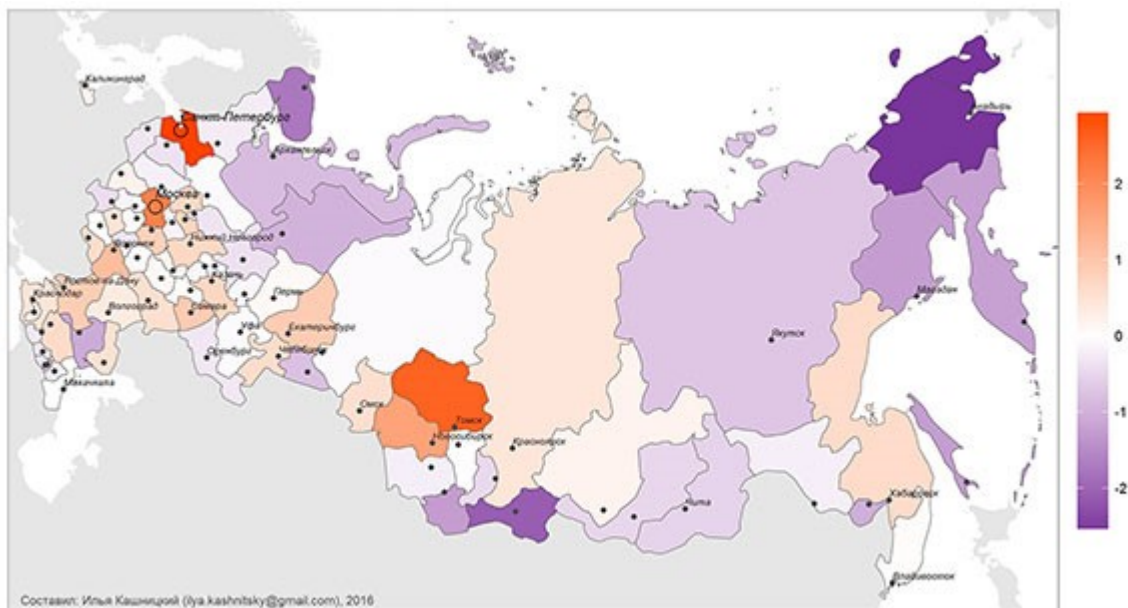 Калининград
Санкт-Петербург
Архангельск
Москва
Нижний Новгород
Воронеж
Ростов-на-Дону
Краснодар
Волгоград
Казань
Самара
Пермь
Уфа
Екатеринбург
Оренбург
Челябинск
Махачкала
Омск
Томск
Новосибирск
Красноярск
Чита
Якутск
Магадан
Анадырь
Хабаровск
Владивосток
2
1
0
-1
-2
Составил: Илья Кашницкий (ilya.kashnitsky@gmail.com), 2016